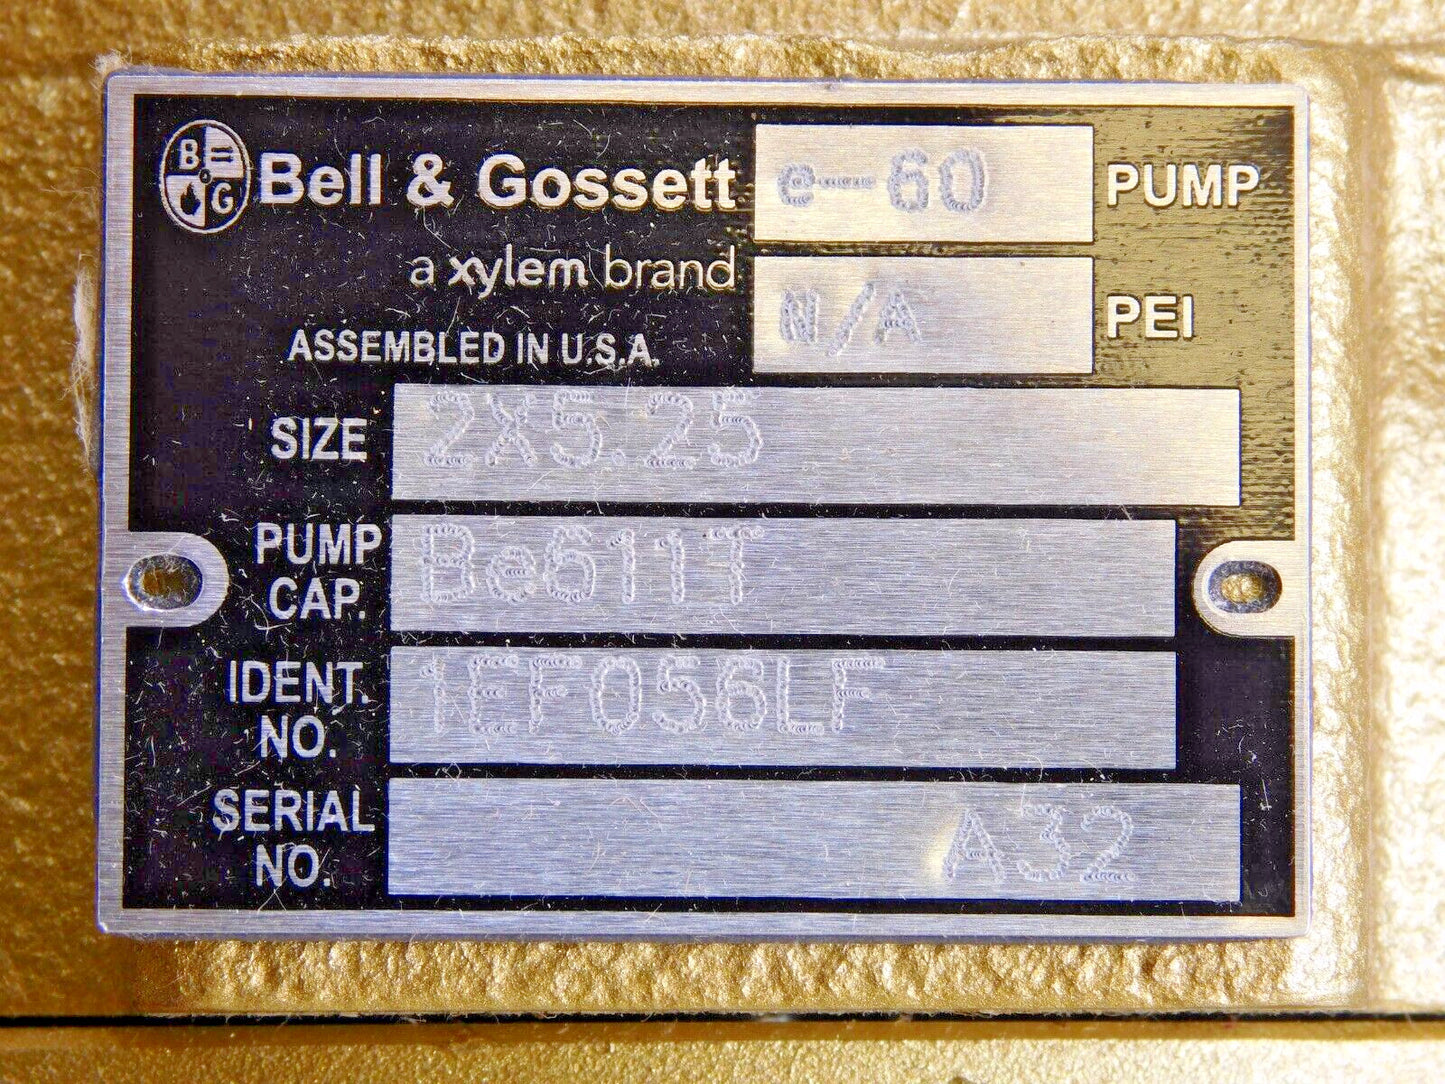 B G Bell & Gossett e-60 PUMP
a xylem brand
N/A PEI
ASSEMBLED IN U.S.A.
SIZE 2X5.25
PUMP CAP. Be611T
IDENT. NO. 1EF056LF
SERIAL NO. A32